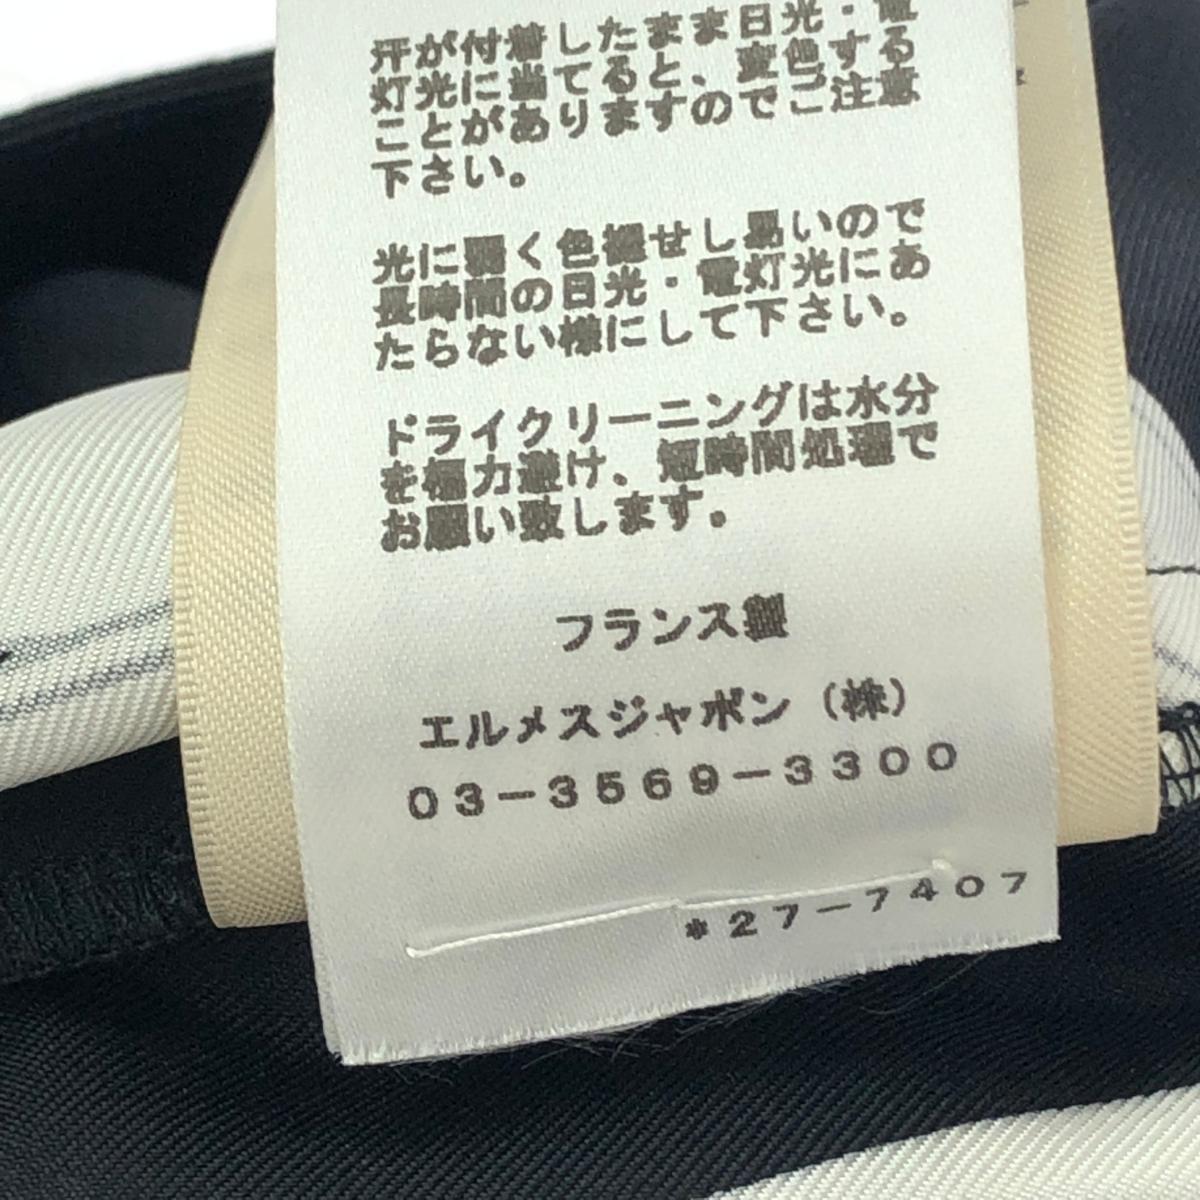 汗が付着したまま日光・電
灯光に当てると、変色する
ことがありますのでご注意
下さい。
光に弱く色褪せし易いので
長時間の日光・電灯光にあ
たらない様にして下さい。
ドライクリーニングは水分
を極力避け、短時間処理で
お願い致します。
フランス製
エルメスジャポン（株）
03-3569-3300
*27-7407